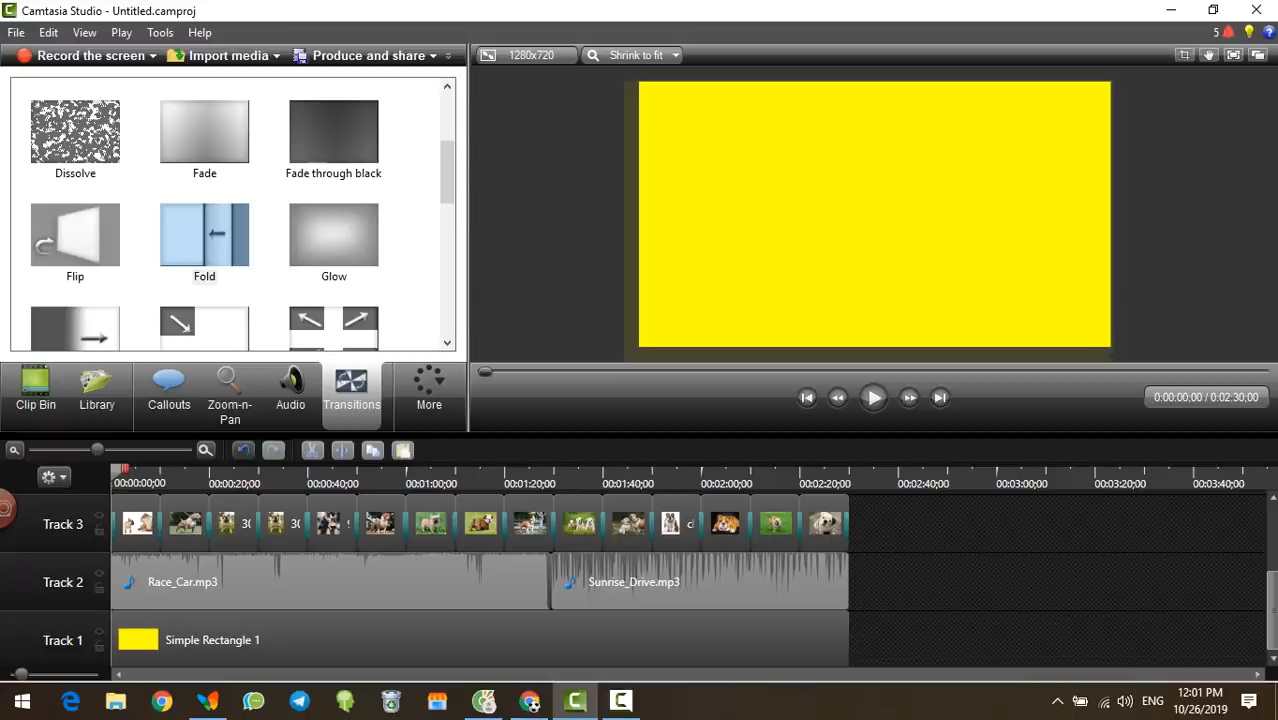 Camtasia Studio - Untitled.camproj
File Edit View Play Tools Help
5
Record the screen Import media Produce and share
1280x720 Shrink to fit
Dissolve Fade Fade through black
Flip Fold Glow
Clip Bin Library Callouts Zoom-n-Pan Audio Transitions More
0:00:00;00 / 0:02:30;00
00:00:00;00 00:00:20;00 00:00:40;00 00:01:00;00 00:01:20;00 00:01:40;00 00:02:00;00 00:02:20;00 00:02:40;00 00:03:00;00 00:03:20;00 00:03:40;00
Track 3
Track 2 Race_Car.mp3 Sunrise_Drive.mp3
Track 1 Simple Rectangle 1
ENG 12:01 PM
10/26/2019